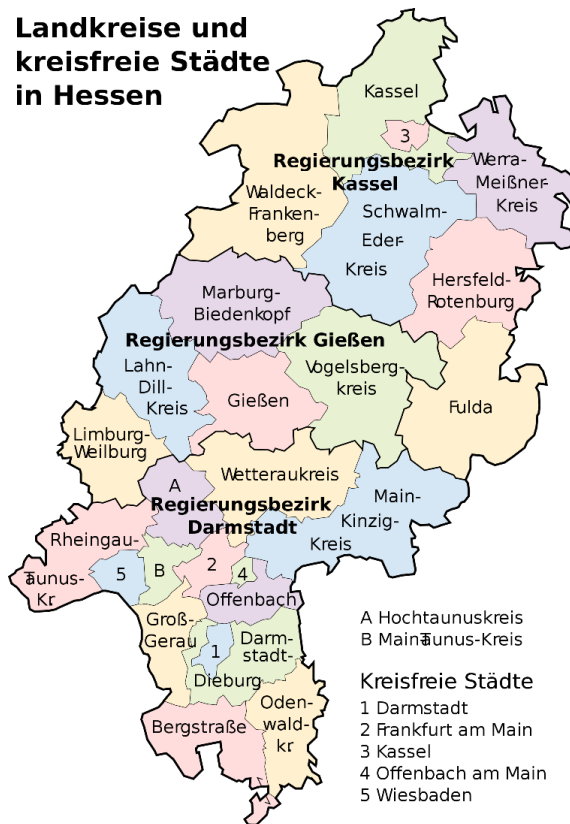 Landkreise und
kreisfreie Städte
in Hessen
Kassel
3
Regierungsbezirk
Kassel
Werra-
Meißner-
Kreis
Waldeck-
Franken-
berg
Schwalm-
Eder-
Kreis
Hersfeld-
Rotenburg
Marburg-
Biedenkopf
Regierungsbezirk Gießen
Lahn-
Dill-
Kreis
Vogelsberg-
kreis
Gießen
Fulda
Limburg-
Weilburg
Wetteraukreis
A
Regierungsbezirk
Darmstadt
Main-
Kinzig-
Kreis
Rheingau-
Taunus-
Kr
5
B
2
4
Offenbach
Groß-
Gerau
1
Darm-
stadt-
Dieburg
Bergstraße
Oden-
wald-
kr
A Hochtaunuskreis
B Main-Taunus-Kreis
Kreisfreie Städte
1 Darmstadt
2 Frankfurt am Main
3 Kassel
4 Offenbach am Main
5 Wiesbaden